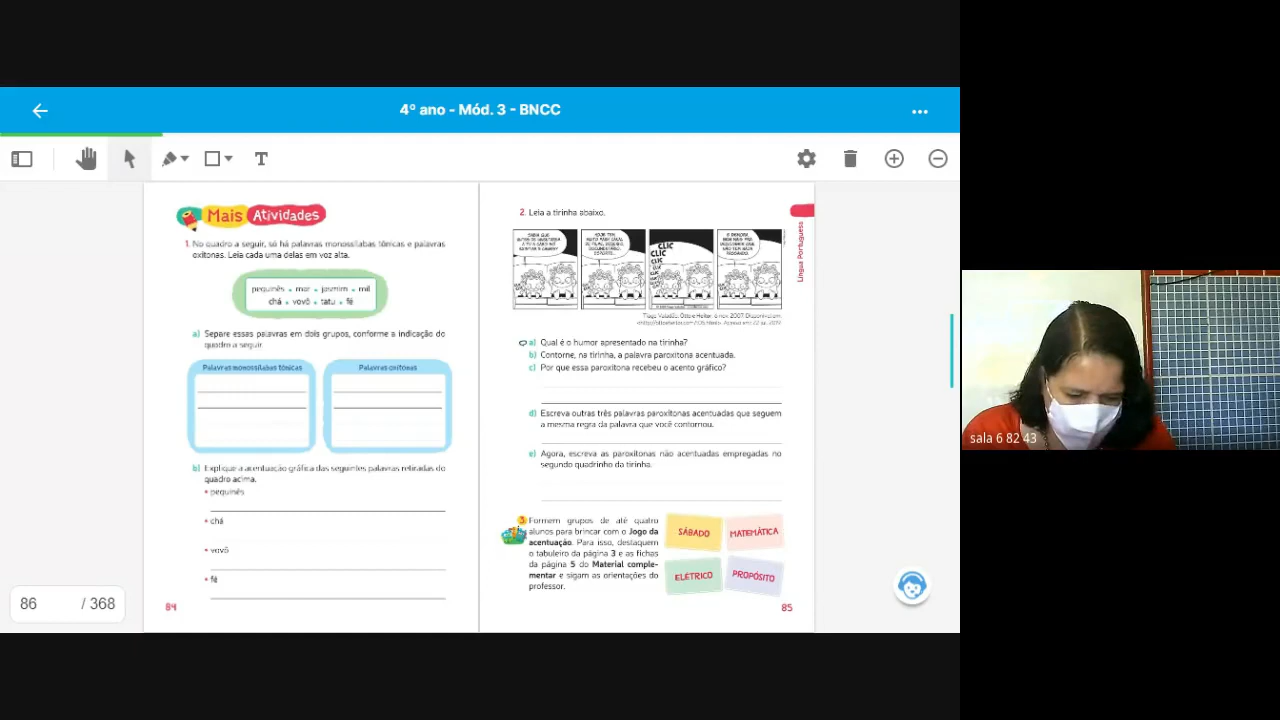 4º ano - Mód. 3 - BNCC
Mais Atividades
1. No quadro a seguir, só há palavras monossílabas tônicas e palavras
oxítonas. Leia cada uma delas em voz alta.
pequinês • mar • jasmim • mil
chá • vovô • tatu • fé
a) Separe essas palavras em dois grupos, conforme a indicação do
quadro a seguir.
Palavras monossílabas tônicas
Palavras oxítonas
b) Explique a acentuação gráfica das seguintes palavras retiradas do
quadro acima.
• pequinês
• chá
• vovô
• fé
84
2. Leia a tirinha abaixo.
CLIC
CLIC
CLIC
CLIC
Língua Portuguesa
a) Qual é o humor apresentado na tirinha?
b) Contorne, na tirinha, a palavra paroxítona acentuada.
c) Por que essa paroxítona recebeu o acento gráfico?
d) Escreva outras três palavras paroxítonas acentuadas que seguem
a mesma regra da palavra que você contornou.
e) Agora, escreva as paroxítonas não acentuadas empregadas no
segundo quadrinho da tirinha.
3 Formem grupos de até quatro
alunos para brincar com o Jogo da
acentuação. Para isso, destaquem
o tabuleiro da página 3 e as fichas
da página 5 do Material comple-
mentar e sigam as orientações do
professor.
SÁBADO
MATEMÁTICA
ELÉTRICO
PROPÓSITO
85
86 / 368
sala 6 82 43
T